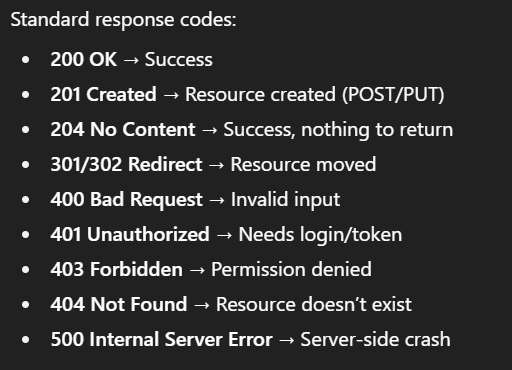 Standard response codes:
• 200 OK → Success
• 201 Created → Resource created (POST/PUT)
• 204 No Content → Success, nothing to return
• 301/302 Redirect → Resource moved
• 400 Bad Request → Invalid input
• 401 Unauthorized → Needs login/token
• 403 Forbidden → Permission denied
• 404 Not Found → Resource doesn’t exist
• 500 Internal Server Error → Server-side crash